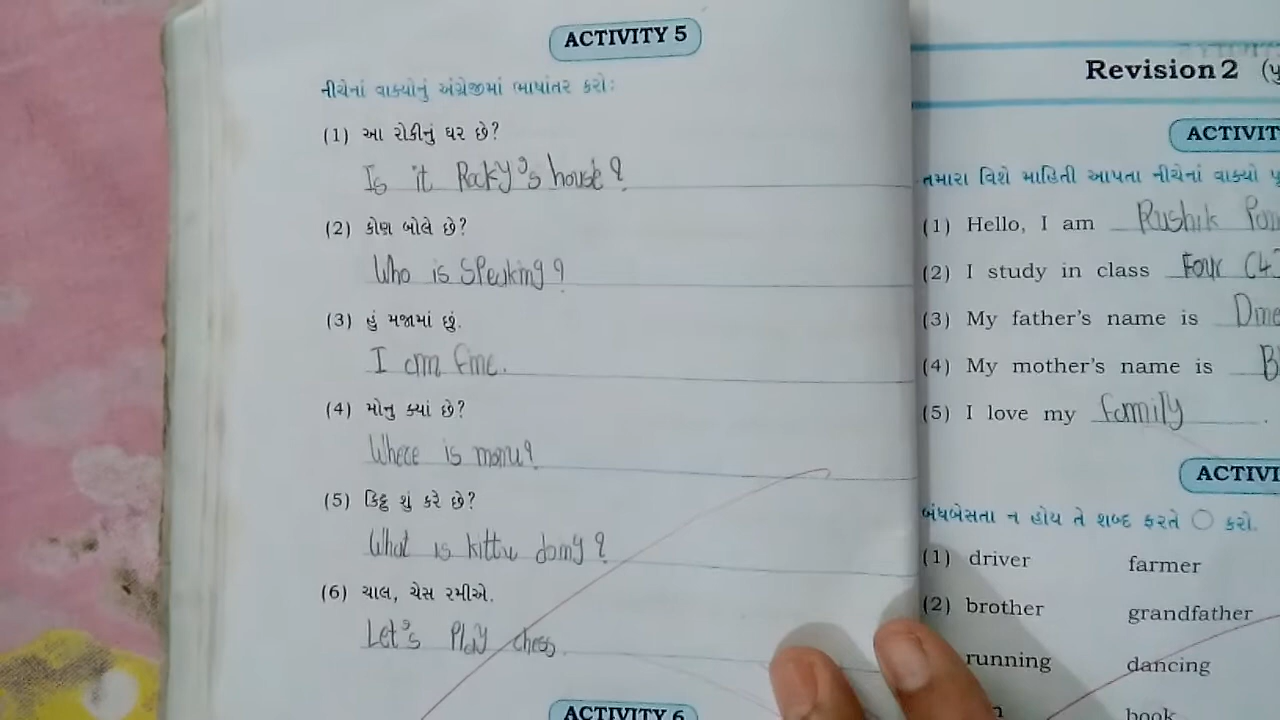 ACTIVITY 5
નીચેનાં વાક્યોનું અંગ્રેજીમાં ભાષાંતર કરો:
(1) આ રોકીનું ઘર છે?
Is it Rocky's house?
(2) કોણ બોલે છે?
Who is speaking?
(3) હું મજામાં છું.
I am fine.
(4) મોનુ ક્યાં છે?
Where is monu?
(5) કિટ્ટુ શું કરે છે?
What is kittu doing?
(6) ચાલ, ચેસ રમીએ.
Let's Play chess.
ACTIVITY 6
Revision 2
તમારા વિશે માહિતી આપતા નીચેનાં વાક્યો
(1) Hello, I am Rushik
(2) I study in class Four (4
(3) My father's name is
(4) My mother's name is
(5) I love my family.
બંધબેસતા ન હોય તે શબ્દ ફરતે ○ કરો.
(1) driver farmer
(2) brother grandfather
running dancing
book